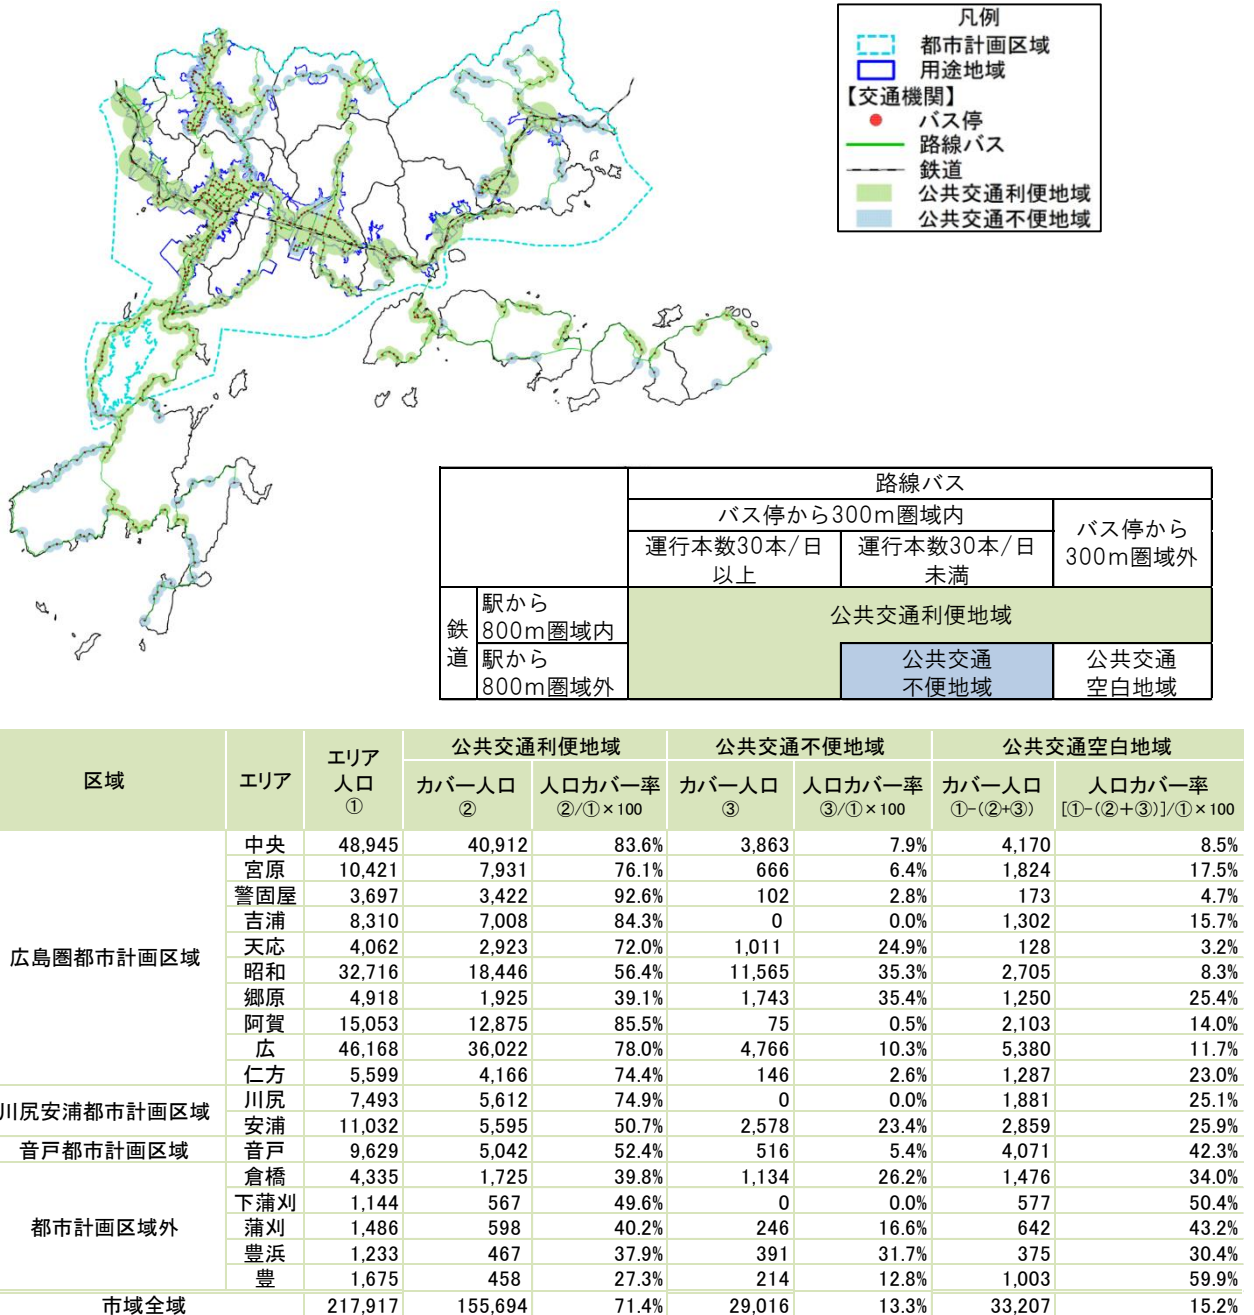 凡例
都市計画区域
用途地域
【交通機関】
バス停
路線バス
鉄道
公共交通利便地域
公共交通不便地域
路線バス
バス停から300m圏域内
バス停から
300m圏域外
運行本数30本/日
以上
運行本数30本/日
未満
鉄道
駅から
800m圏域内
公共交通利便地域
駅から
800m圏域外
公共交通
不便地域
公共交通
空白地域
区域 エリア エリア人口① 公共交通利便地域 公共交通不便地域 公共交通空白地域
カバー人口② 人口カバー率②/①×100 カバー人口③ 人口カバー率③/①×100 カバー人口①-(②+③) 人口カバー率[①-(②+③)]/①×100
広島圏都市計画区域
中央 48,945 40,912 83.6% 3,863 7.9% 4,170 8.5%
宮原 10,421 7,931 76.1% 666 6.4% 1,824 17.5%
警固屋 3,697 3,422 92.6% 102 2.8% 173 4.7%
吉浦 8,310 7,008 84.3% 0 0.0% 1,302 15.7%
天応 4,062 2,923 72.0% 1,011 24.9% 128 3.2%
昭和 32,716 18,446 56.4% 11,565 35.3% 2,705 8.3%
郷原 4,918 1,925 39.1% 1,743 35.4% 1,250 25.4%
阿賀 15,053 12,875 85.5% 75 0.5% 2,103 14.0%
広 46,168 36,022 78.0% 4,766 10.3% 5,380 11.7%
仁方 5,599 4,166 74.4% 146 2.6% 1,287 23.0%
川尻安浦都市計画区域
川尻 7,493 5,612 74.9% 0 0.0% 1,881 25.1%
安浦 11,032 5,595 50.7% 2,578 23.4% 2,859 25.9%
音戸都市計画区域 音戸 9,629 5,042 52.4% 516 5.4% 4,071 42.3%
都市計画区域外
倉橋 4,335 1,725 39.8% 1,134 26.2% 1,476 34.0%
下蒲刈 1,144 567 49.6% 0 0.0% 577 50.4%
蒲刈 1,486 598 40.2% 246 16.6% 642 43.2%
豊浜 1,233 467 37.9% 391 31.7% 375 30.4%
豊 1,675 458 27.3% 214 12.8% 1,003 59.9%
市域全域 217,917 155,694 71.4% 29,016 13.3% 33,207 15.2%